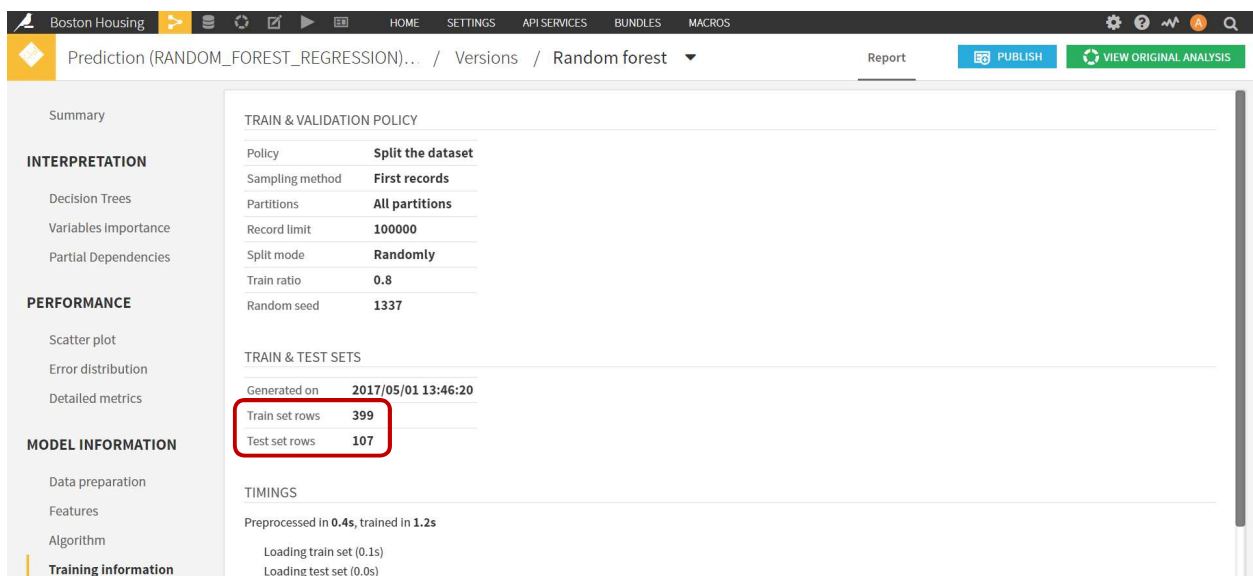 Boston Housing HOME SETTINGS API SERVICES BUNDLES MACROS A
Prediction (RANDOM_FOREST_REGRESSION)... / Versions / Random forest Report PUBLISH VIEW ORIGINAL ANALYSIS
Summary
INTERPRETATION
Decision Trees
Variables importance
Partial Dependencies
PERFORMANCE
Scatter plot
Error distribution
Detailed metrics
MODEL INFORMATION
Data preparation
Features
Algorithm
Training information
TRAIN & VALIDATION POLICY
Policy Split the dataset
Sampling method First records
Partitions All partitions
Record limit 100000
Split mode Randomly
Train ratio 0.8
Random seed 1337
TRAIN & TEST SETS
Generated on 2017/05/01 13:46:20
Train set rows 399
Test set rows 107
TIMINGS
Preprocessed in 0.4s, trained in 1.2s
Loading train set (0.1s)
Loading test set (0.0s)